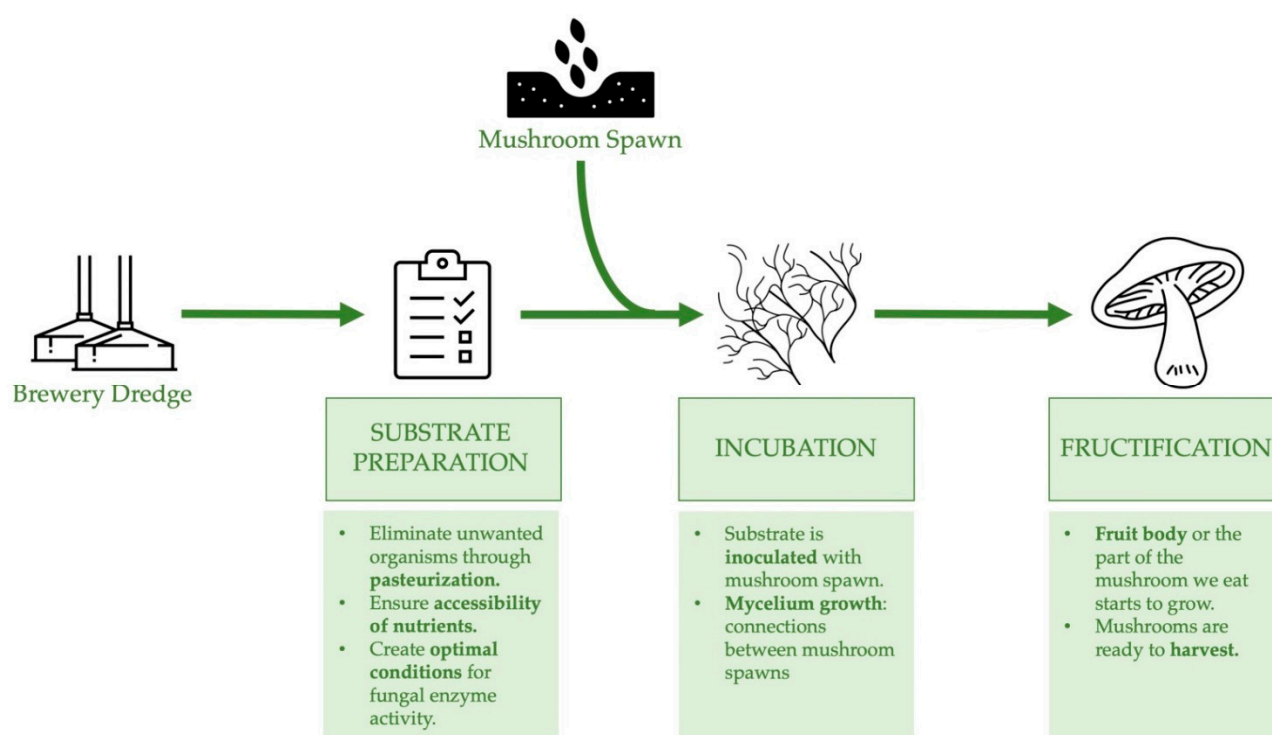 Mushroom Spawn
Brewery Dredge
SUBSTRATE
PREPARATION
• Eliminate unwanted
organisms through
pasteurization.
• Ensure accessibility
of nutrients.
• Create optimal
conditions for
fungal enzyme
activity.
INCUBATION
• Substrate is
inoculated with
mushroom spawn.
• Mycelium growth:
connections
between mushroom
spawns
FRUCTIFICATION
• Fruit body or the
part of the
mushroom we eat
starts to grow.
• Mushrooms are
ready to harvest.